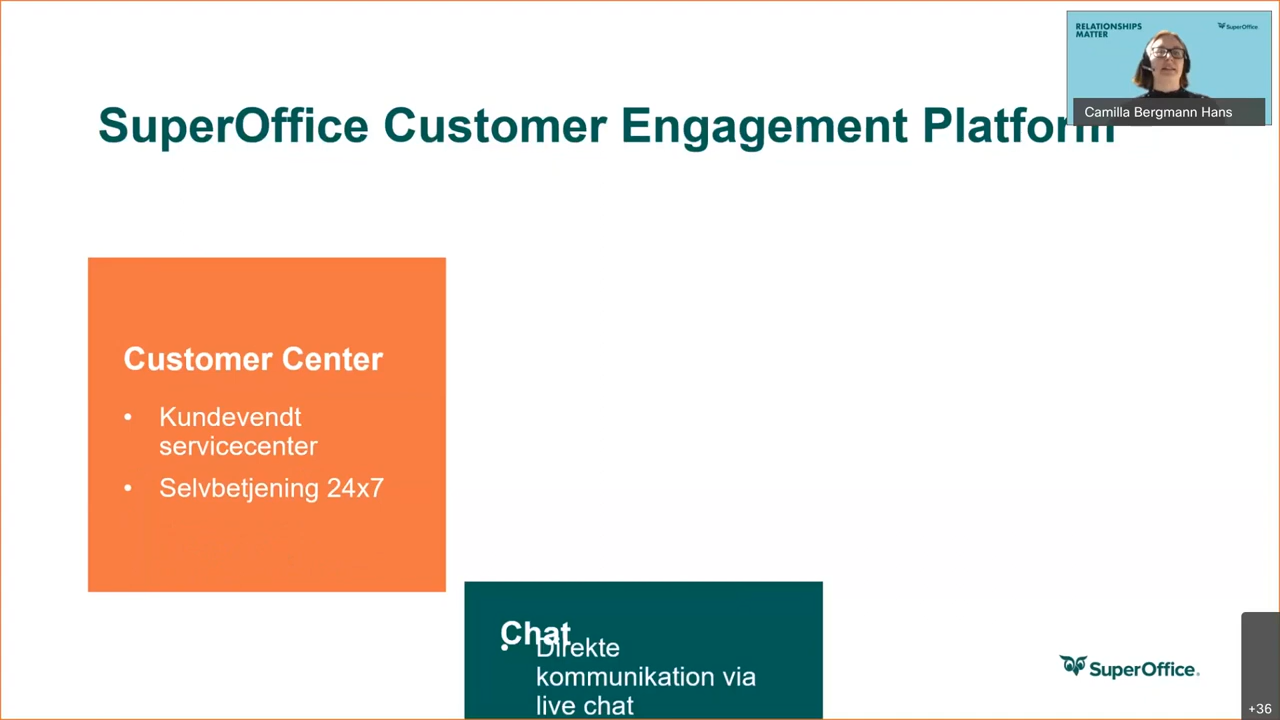 RELATIONSHIPS
MATTER
SuperOffice
Camilla Bergmann Hans
SuperOffice Customer Engagement Platform
Customer Center
• Kundevendt
servicecenter
• Selvbetjening 24x7
Chat
• Direkte
kommunikation via
live chat
SuperOffice.
+36